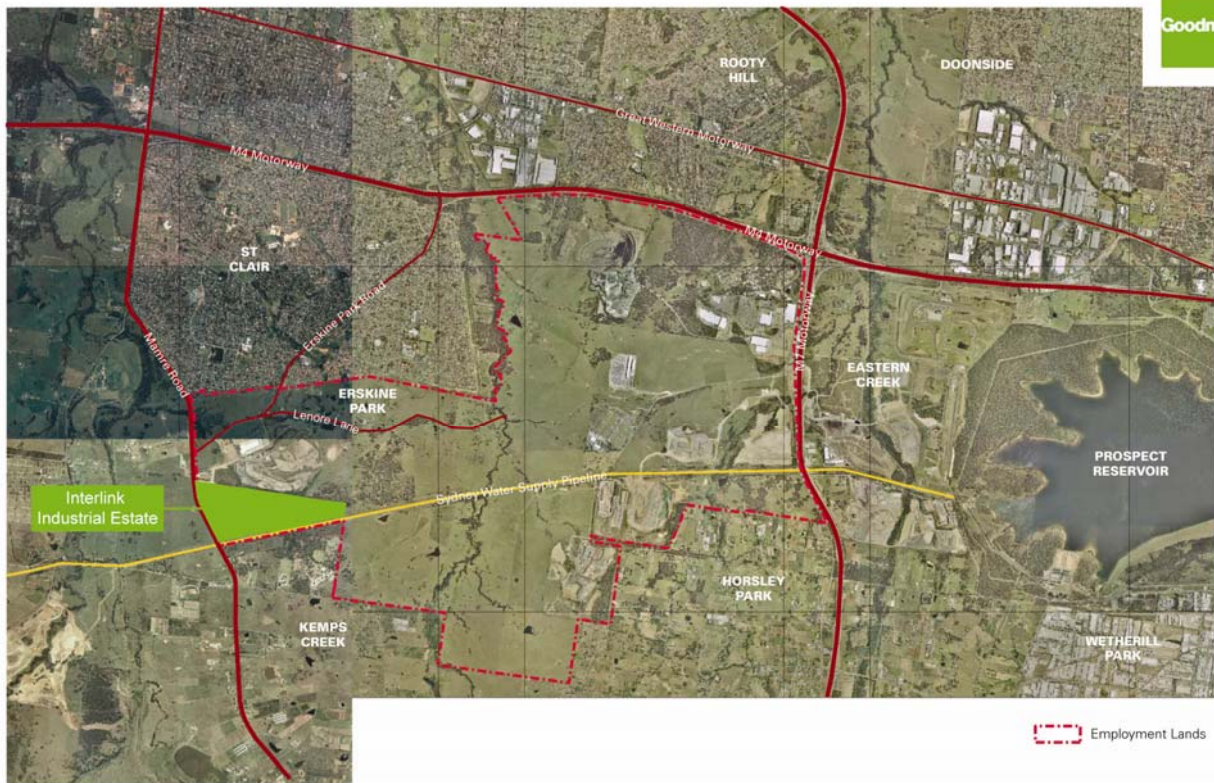 Goodm
ROOTY
HILL
DOONSIDE
Great Western Motorway
M4 Motorway
ST
CLAIR
M4 Motorway
Erskine Park Road
M7 Motorway
Mamre Road
EASTERN
CREEK
ERSKINE
PARK
Lenore Lane
PROSPECT
RESERVOIR
Sydney Water Supply Pipeline
Interlink
Industrial Estate
HORSLEY
PARK
KEMPS
CREEK
WETHERILL
PARK
Employment Lands